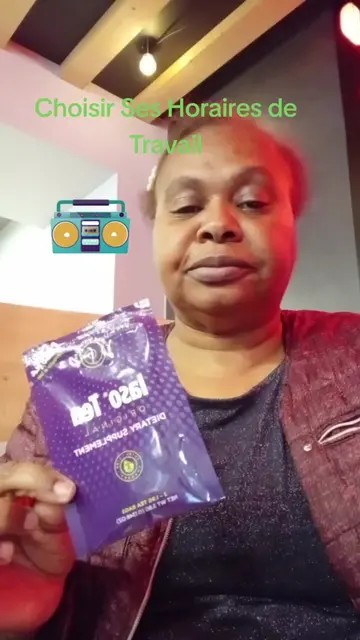 Choisir Ses Horaires de
Travail
Iaso Tea
ORIGINAL
DIETARY SUPPLEMENT